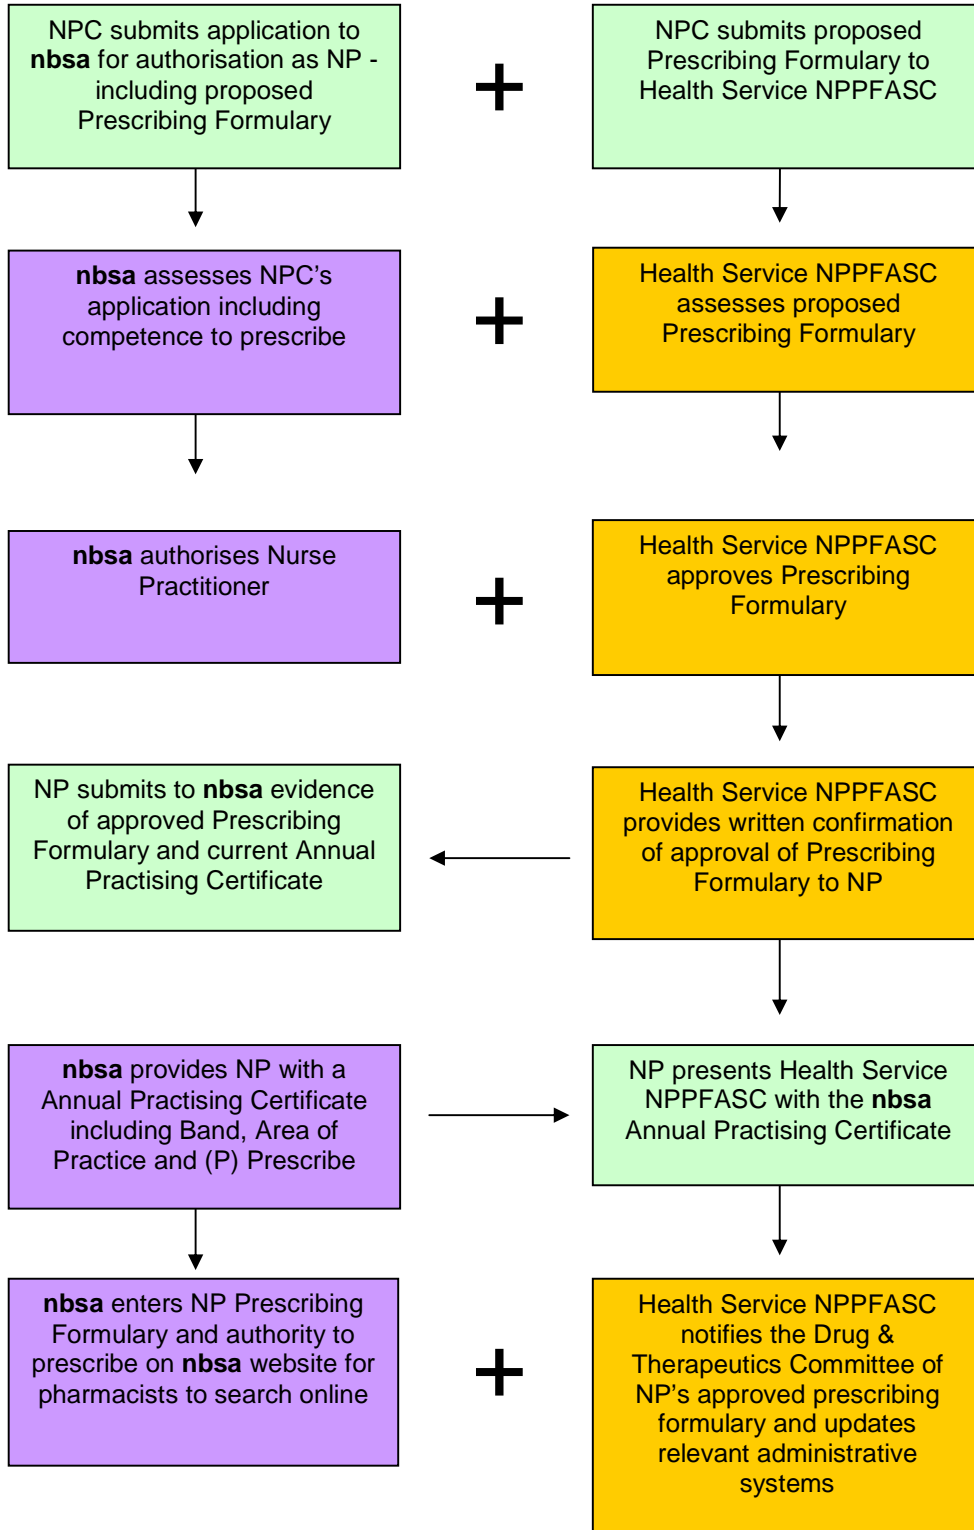 NPC submits application to
nbsa for authorisation as NP -
including proposed
Prescribing Formulary
+
NPC submits proposed
Prescribing Formulary to
Health Service NPPFASC
nbsa assesses NPC's
application including
competence to prescribe
+
Health Service NPPFASC
assesses proposed
Prescribing Formulary
nbsa authorises Nurse
Practitioner
+
Health Service NPPFASC
approves Prescribing
Formulary
NP submits to nbsa evidence
of approved Prescribing
Formulary and current Annual
Practising Certificate
Health Service NPPFASC
provides written confirmation
of approval of Prescribing
Formulary to NP
nbsa provides NP with a
Annual Practising Certificate
including Band, Area of
Practice and (P) Prescribe
NP presents Health Service
NPPFASC with the nbsa
Annual Practising Certificate
nbsa enters NP Prescribing
Formulary and authority to
prescribe on nbsa website for
pharmacists to search online
+
Health Service NPPFASC
notifies the Drug &
Therapeutics Committee of
NP's approved prescribing
formulary and updates
relevant administrative
systems